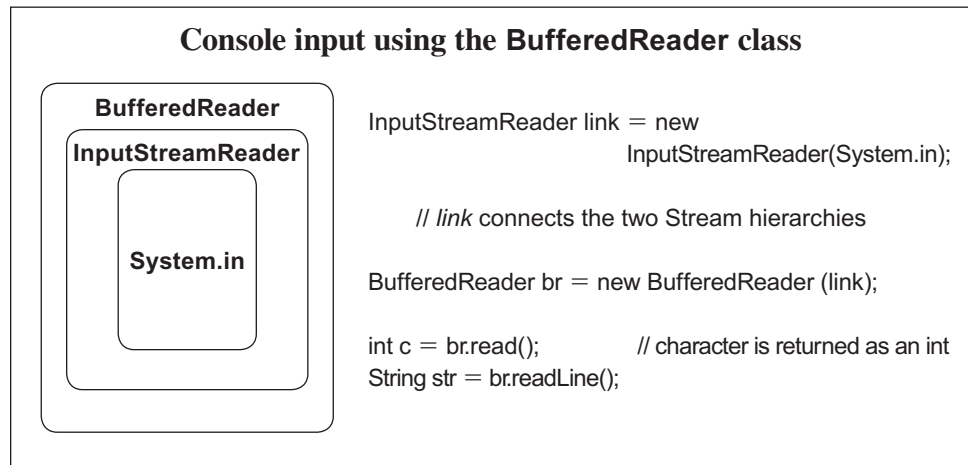 Console input using the BufferedReader class
BufferedReader
InputStreamReader
System.in
InputStreamReader link = new
InputStreamReader(System.in);
// link connects the two Stream hierarchies
BufferedReader br = new BufferedReader (link);
int c = br.read(); // character is returned as an int
String str = br.readLine();